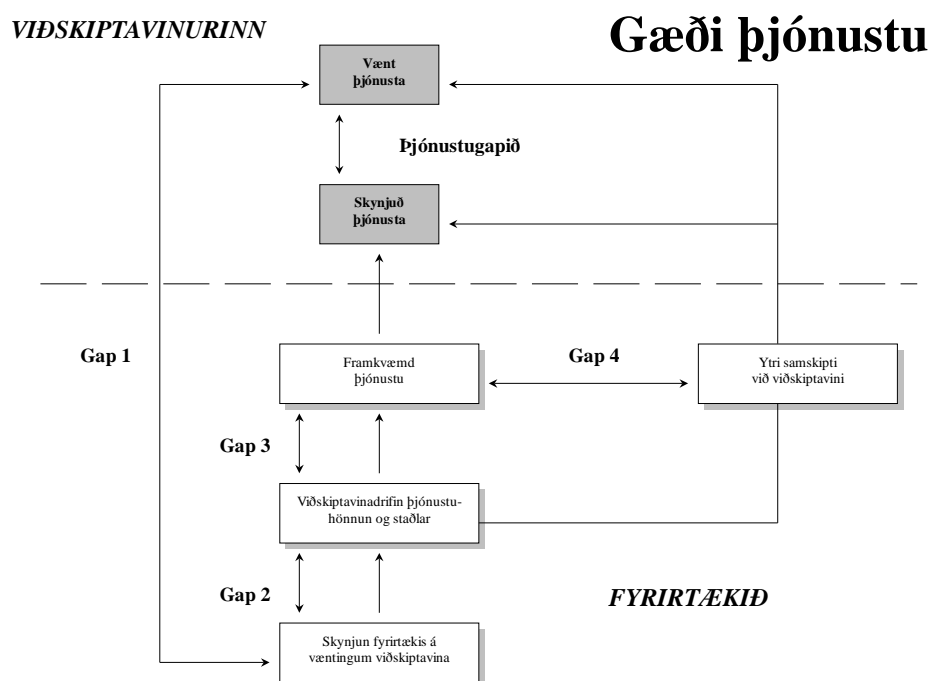 VIÐSKIPTAVINURINN
Gæði þjónustu
Vænt
þjónusta
Þjónustugapið
Skynjuð
þjónusta
Gap 1
Framkvæmd
þjónustu
Gap 4
Ytri samskipti
við viðskiptavini
Gap 3
Viðskiptavinadrifin þjónustu-
hönnun og staðlar
Gap 2
FYRIRTÆKIÐ
Skynjun fyrirtækis á
væntingum viðskiptavina